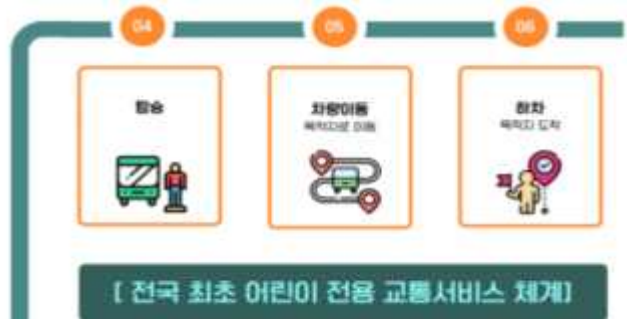 04
05
06
탑승
차량이동
목적지로 이동
하차
목적지 도착
[ 전국 최초 어린이 전용 교통서비스 체계]